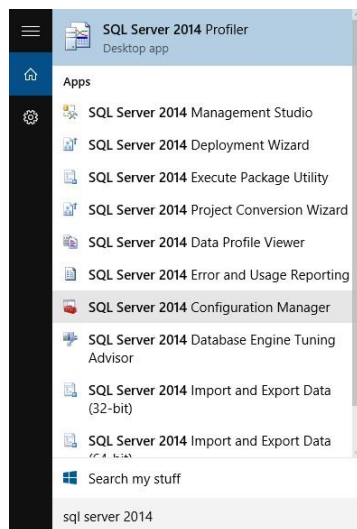 SQL Server 2014 Profiler
Desktop app
Apps
SQL Server 2014 Management Studio
SQL Server 2014 Deployment Wizard
SQL Server 2014 Execute Package Utility
SQL Server 2014 Project Conversion Wizard
SQL Server 2014 Data Profile Viewer
SQL Server 2014 Error and Usage Reporting
SQL Server 2014 Configuration Manager
SQL Server 2014 Database Engine Tuning
Advisor
SQL Server 2014 Import and Export Data
(32-bit)
SQL Server 2014 Import and Export Data
(64-bit)
Search my stuff
sql server 2014